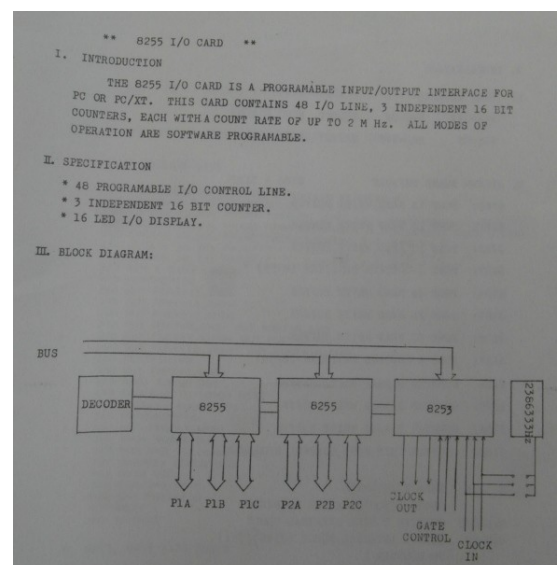 ** 8255 I/O CARD **
I. INTRODUCTION
THE 8255 I/O CARD IS A PROGRAMABLE INPUT/OUTPUT INTERFACE FOR
PC OR PC/XT. THIS CARD CONTAINS 48 I/O LINE, 3 INDEPENDENT 16 BIT
COUNTERS, EACH WITH A COUNT RATE OF UP TO 2 M Hz. ALL MODES OF
OPERATION ARE SOFTWARE PROGRAMABLE.
II. SPECIFICATION
* 48 PROGRAMABLE I/O CONTROL LINE.
* 3 INDEPENDENT 16 BIT COUNTER.
* 16 LED I/O DISPLAY.
III. BLOCK DIAGRAM:
BUS
DECODER 8255 8255 8253 2386333Hz
P1A P1B P1C P2A P2B P2C CLOCK
OUT
GATE
CONTROL
CLOCK
IN